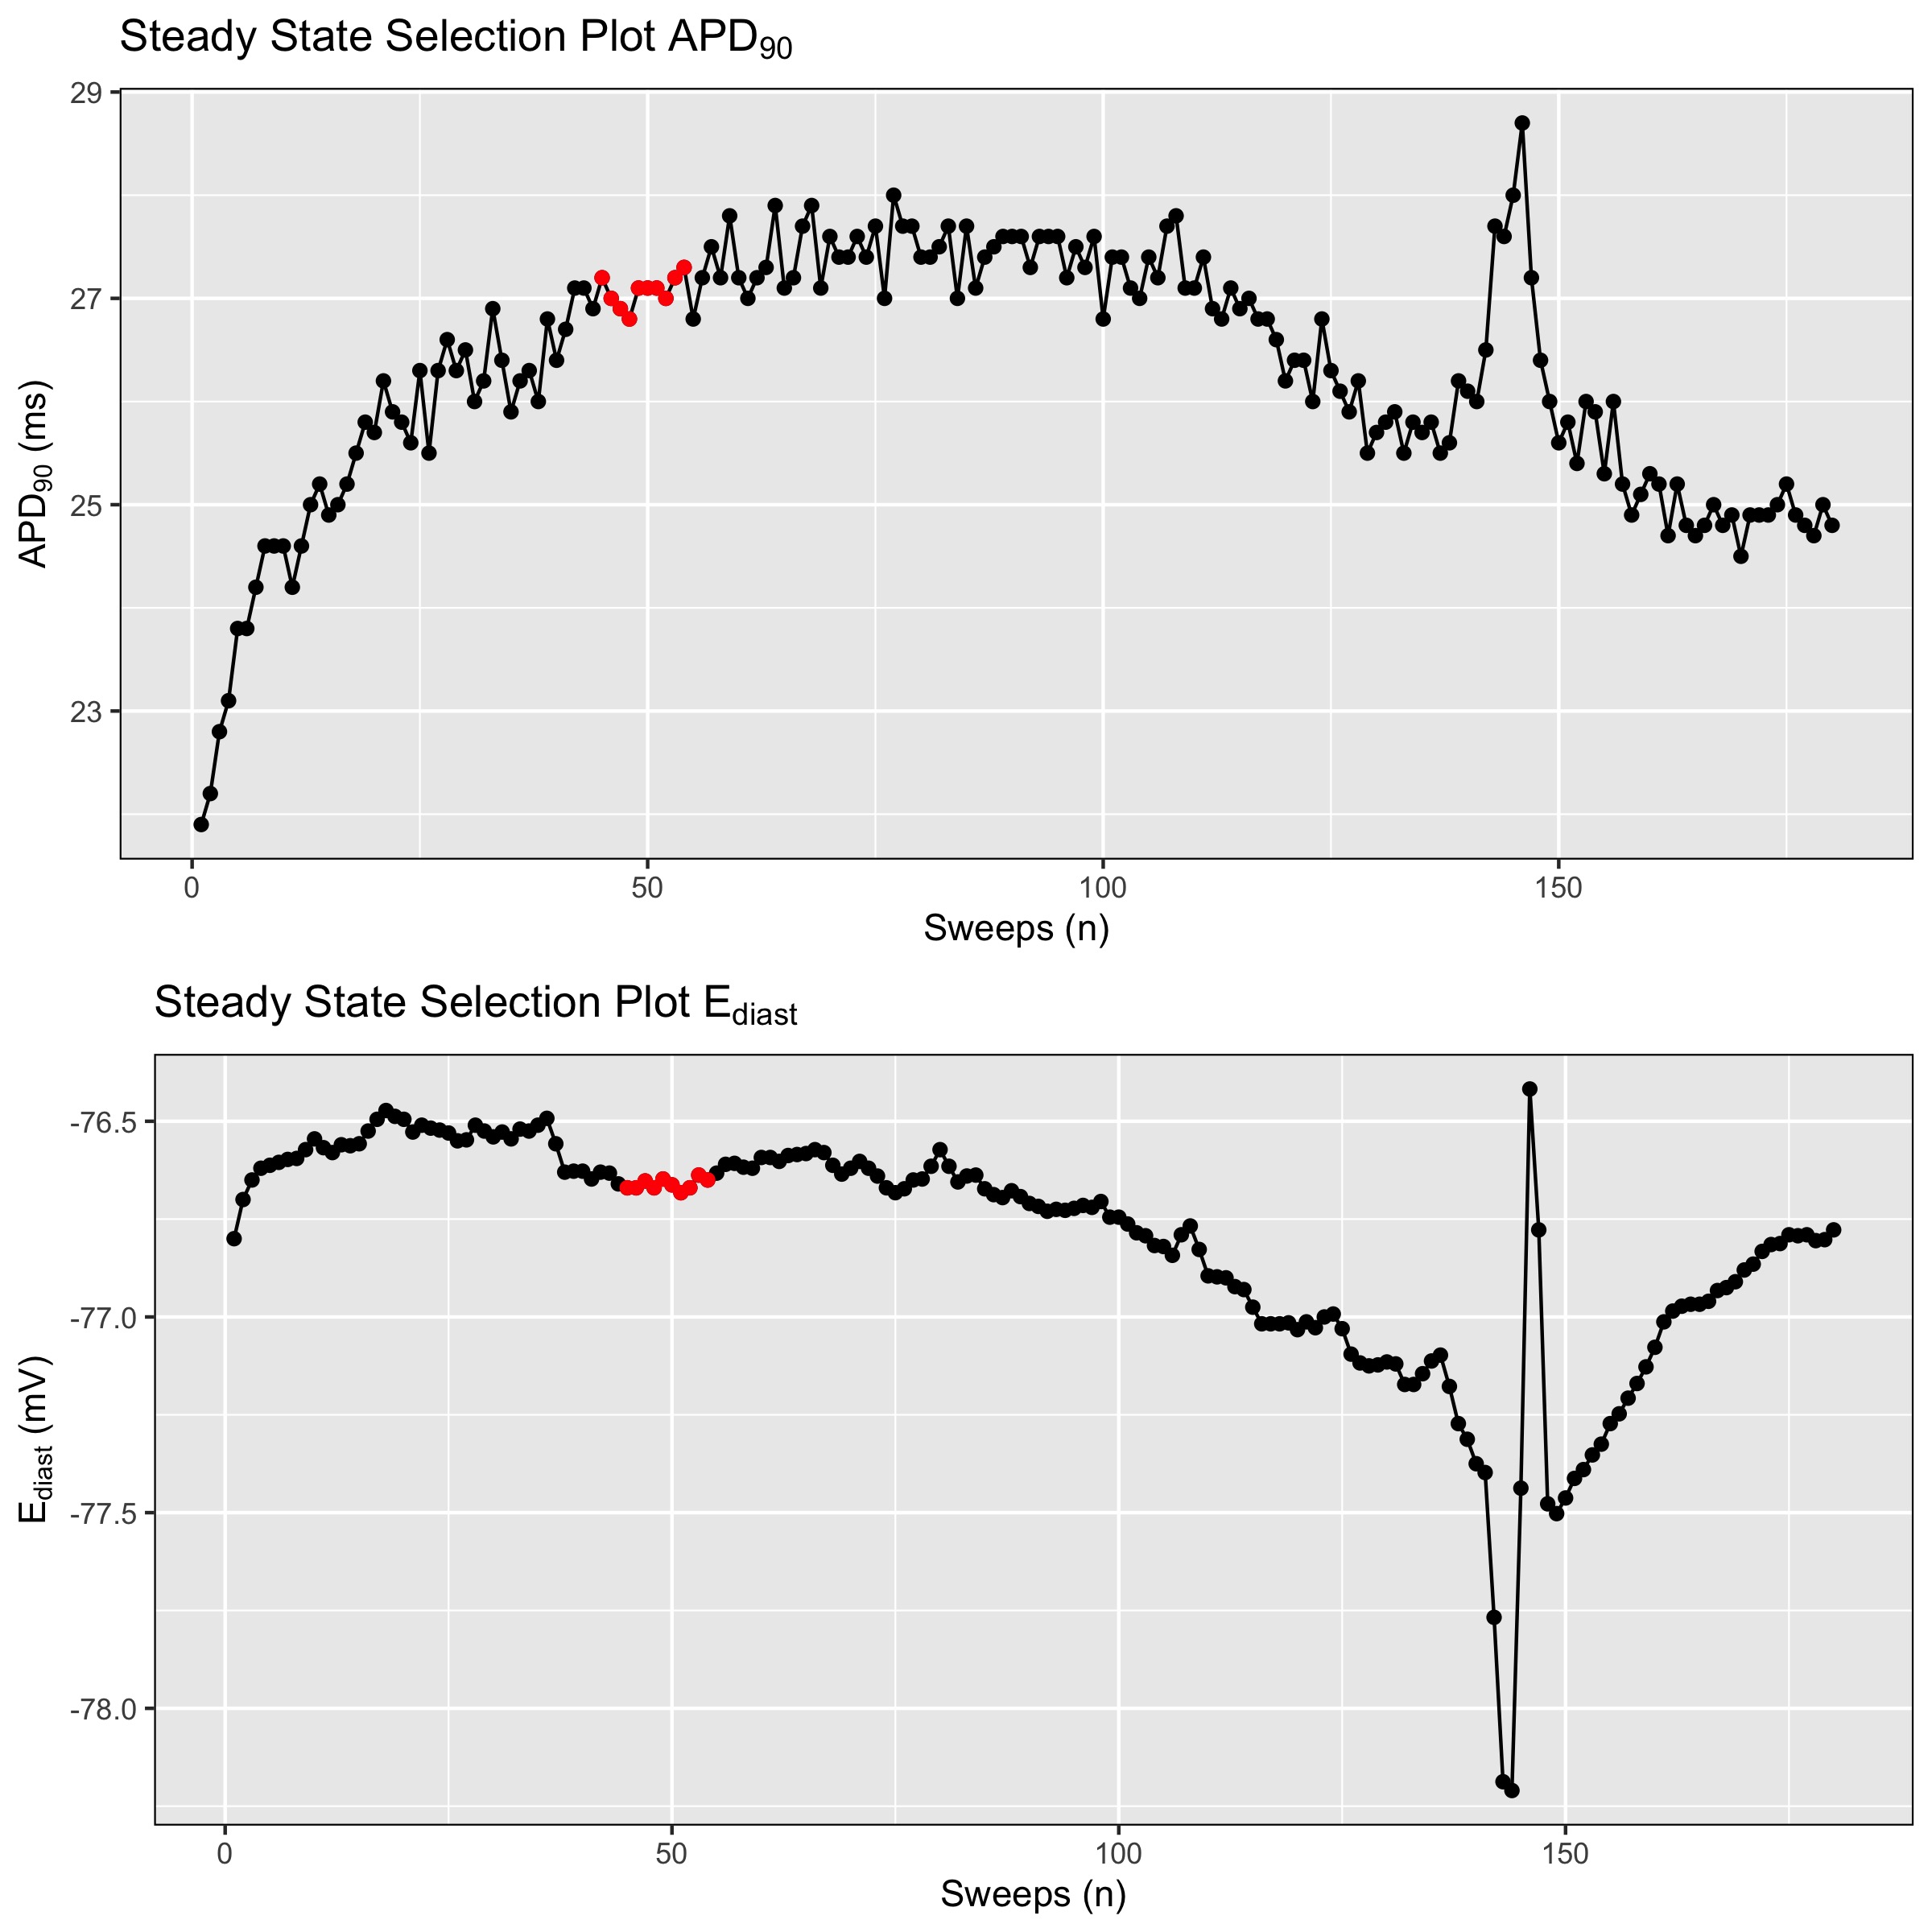 Steady State Selection Plot APD90
29
27
25
23
APD90 (ms)
0 50 100 150
Sweeps (n)
Steady State Selection Plot Ediast
-76.5
-77.0
-77.5
-78.0
Ediast (mV)
0 50 100 150
Sweeps (n)